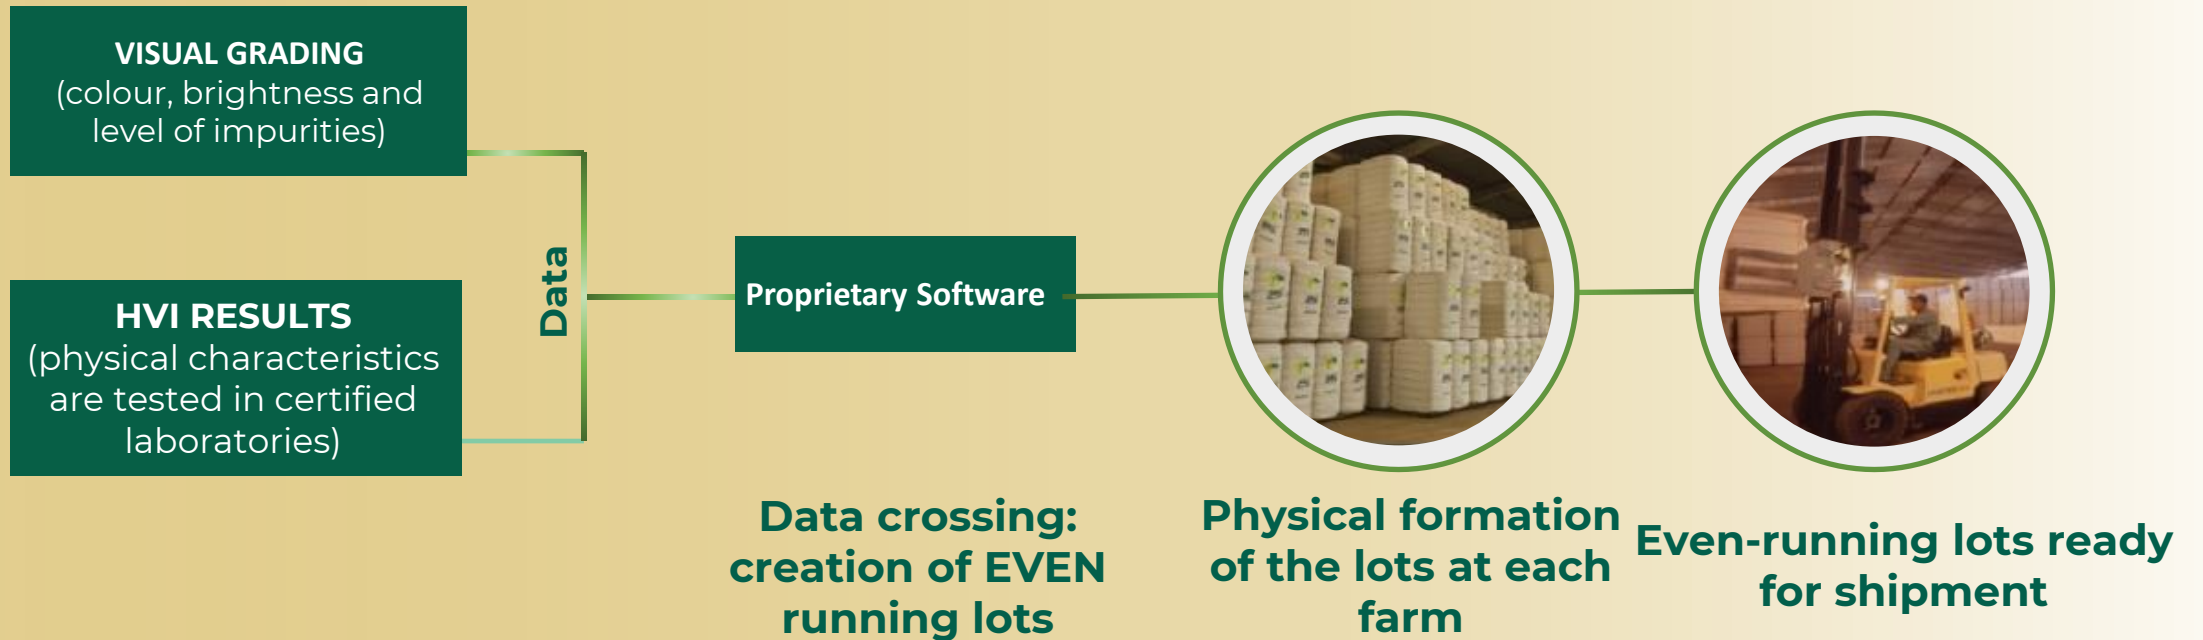 VISUAL GRADING
(colour, brightness and
level of impurities)
HVI RESULTS
(physical characteristics
are tested in certified
laboratories)
Data
Proprietary Software
Data crossing:
creation of EVEN
running lots
Physical formation
of the lots at each
farm
Even-running lots ready
for shipment